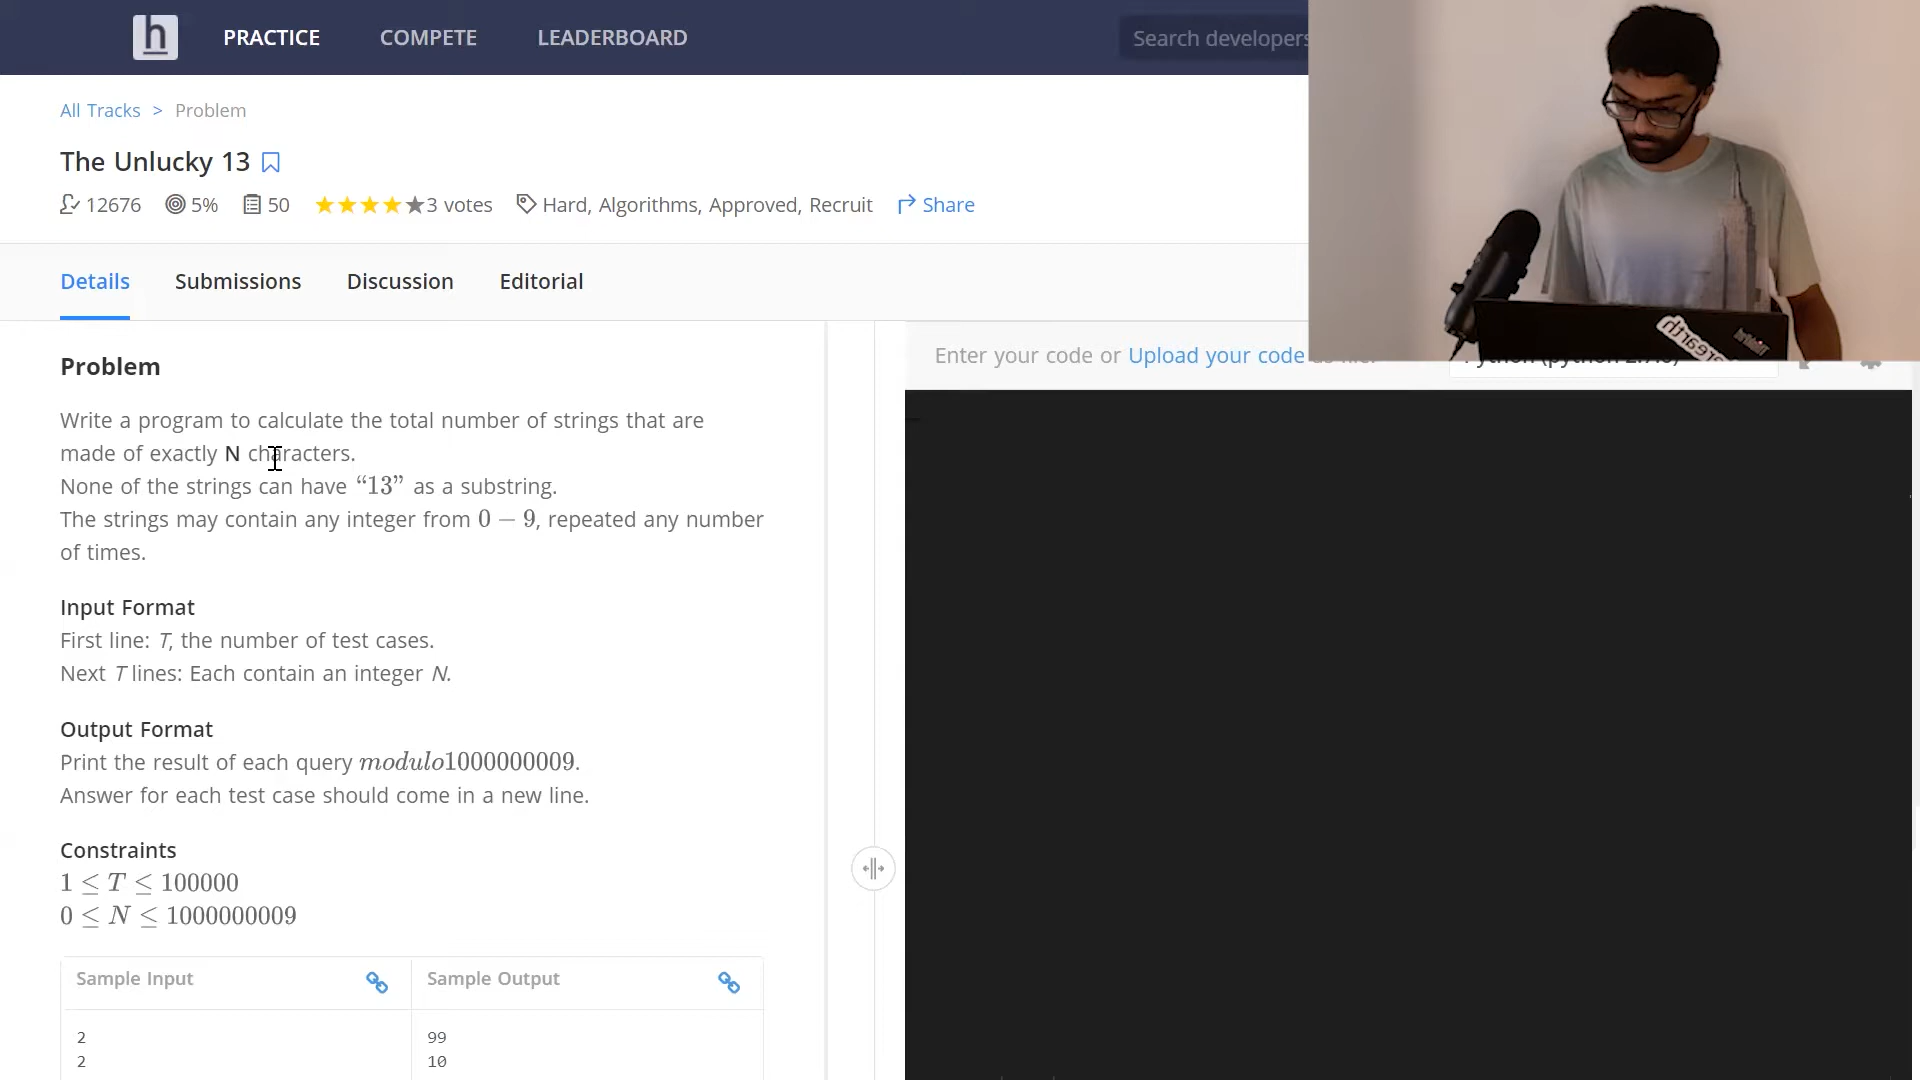 h PRACTICE COMPETE LEADERBOARD Search developers
All Tracks > Problem
The Unlucky 13
12676 5% 50 3 votes Hard, Algorithms, Approved, Recruit Share
Details Submissions Discussion Editorial
Problem
Write a program to calculate the total number of strings that are
made of exactly N characters.
None of the strings can have “13” as a substring.
The strings may contain any integer from 0 − 9, repeated any number
of times.
Input Format
First line: T, the number of test cases.
Next T lines: Each contain an integer N.
Output Format
Print the result of each query modulo1000000009.
Answer for each test case should come in a new line.
Constraints
1 ≤ T ≤ 100000
0 ≤ N ≤ 1000000009
Sample Input Sample Output
2 99
2 10
Enter your code or Upload your code